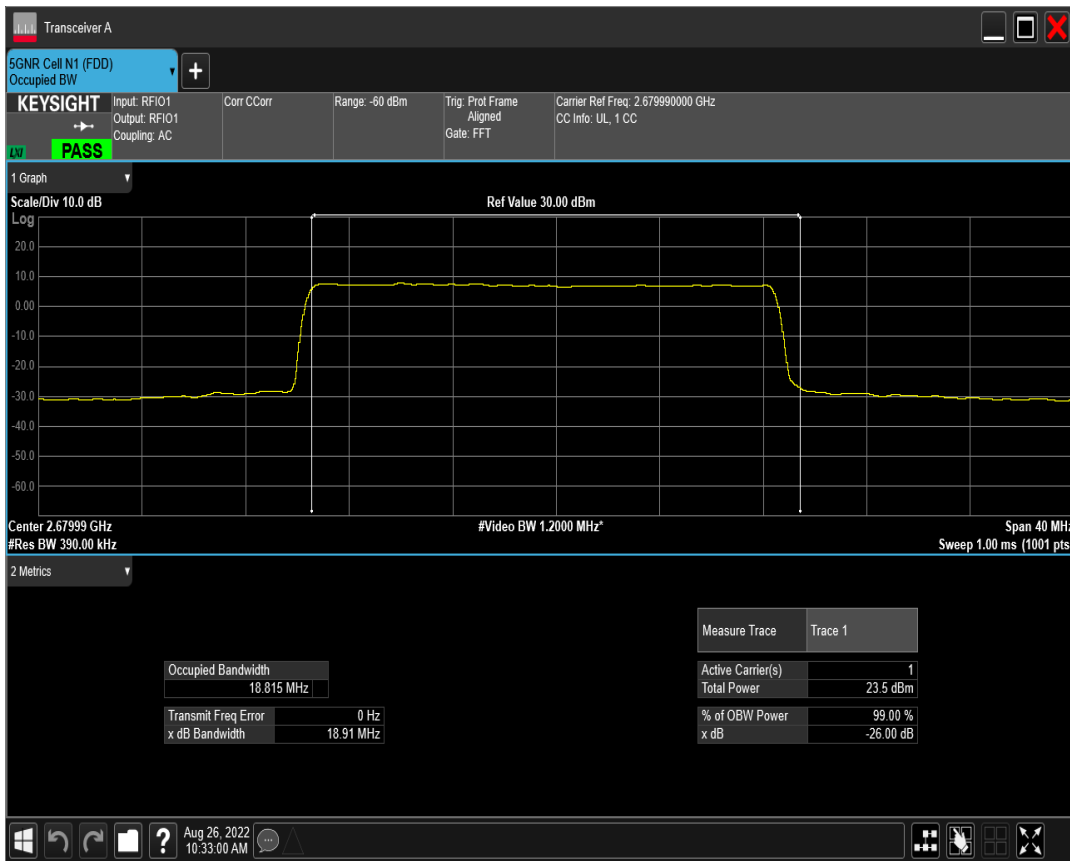 Transceiver A
5GNR Cell N1 (FDD)
Occupied BW
+
KEYSIGHT
LXI
PASS
Input: RFIO1
Output: RFIO1
Coupling: AC
Corr CCorr
Range: -60 dBm
Trig: Prot Frame
Aligned
Gate: FFT
Carrier Ref Freq: 2.679990000 GHz
CC Info: UL, 1 CC
1 Graph
Scale/Div 10.0 dB
Ref Value 30.00 dBm
Log
20.0
10.0
0.00
-10.0
-20.0
-30.0
-40.0
-50.0
-60.0
Center 2.67999 GHz
#Video BW 1.2000 MHz*
Span 40 MHz
#Res BW 390.00 kHz
Sweep 1.00 ms (1001 pts
2 Metrics
Measure Trace Trace 1
Occupied Bandwidth
18.815 MHz
Active Carrier(s) 1
Total Power 23.5 dBm
Transmit Freq Error 0 Hz
x dB Bandwidth 18.91 MHz
% of OBW Power 99.00 %
x dB -26.00 dB
?
Aug 26, 2022
10:33:00 AM